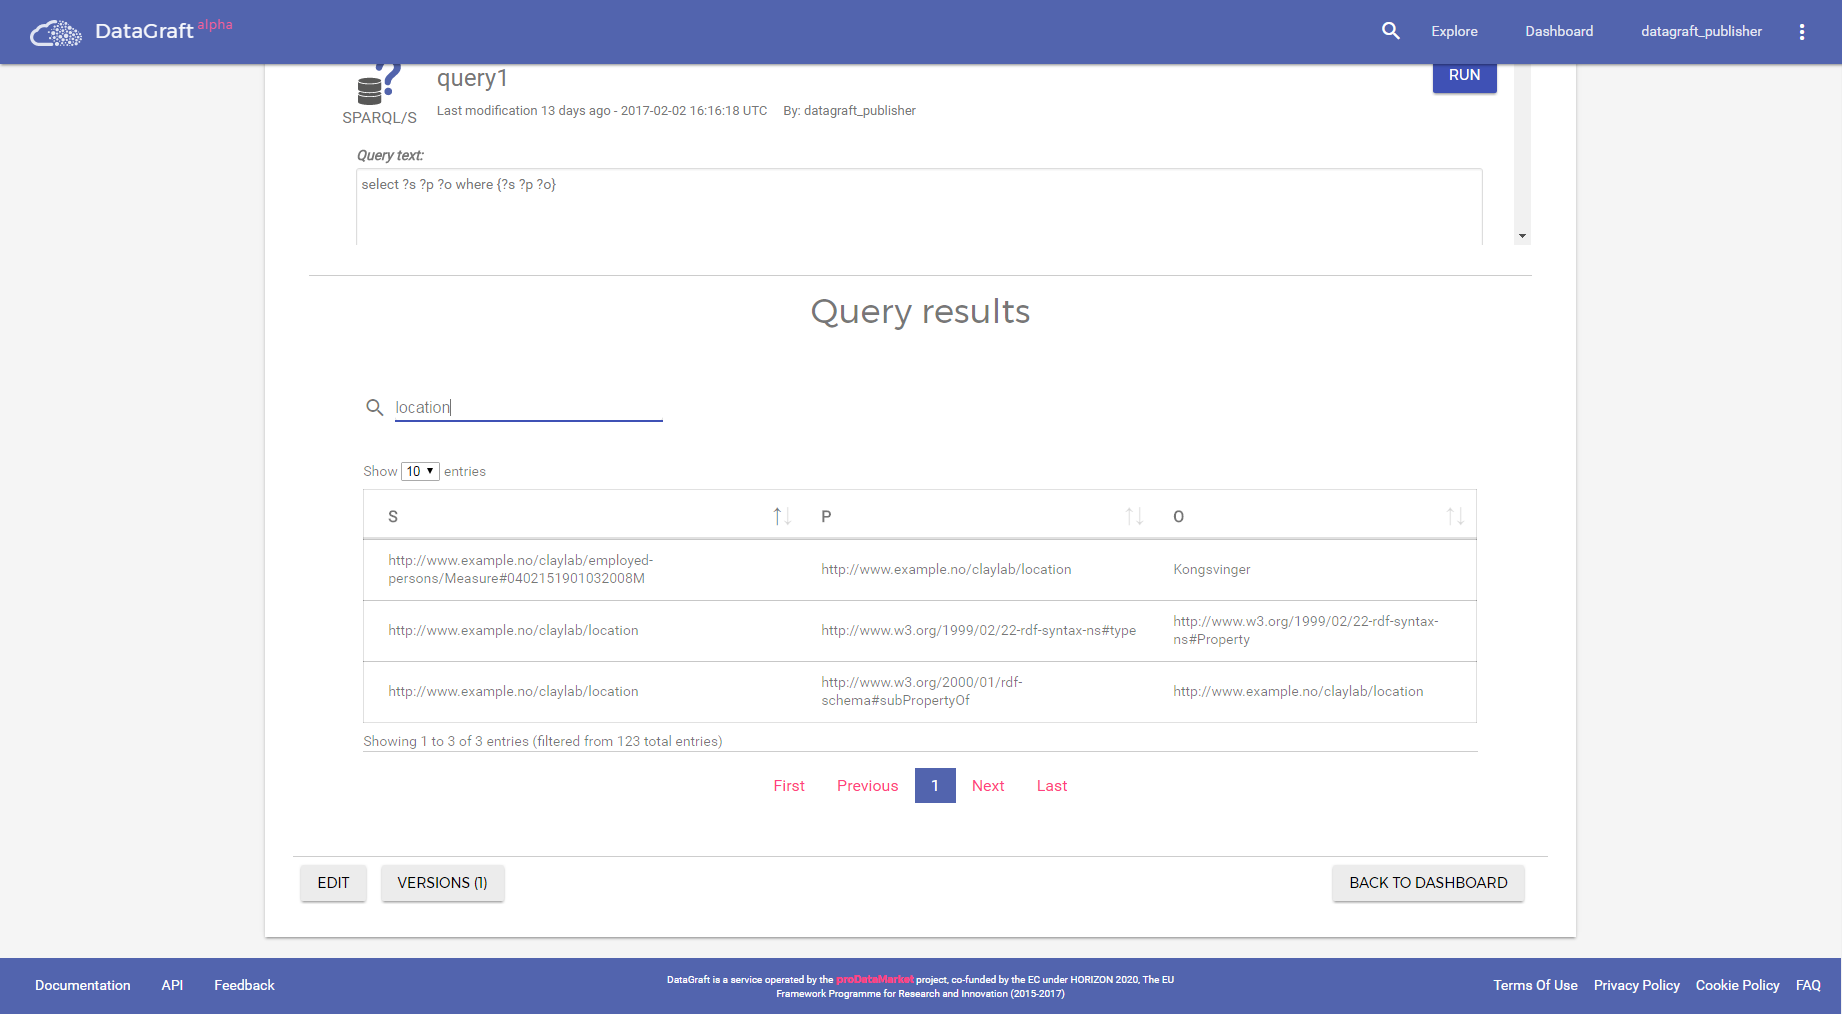 DataGraft alpha
Explore Dashboard datagraft_publisher
query1
RUN
SPARQL/S
Last modification 13 days ago - 2017-02-02 16:16:18 UTC By: datagraft_publisher
Query text:
select ?s ?p ?o where {?s ?p ?o}
Query results
location
Show 10 entries
S P O
http://www.example.no/claylab/employed-
persons/Measure#0402151901032008M
http://www.example.no/claylab/location
Kongsvinger
http://www.example.no/claylab/location
http://www.w3.org/1999/02/22-rdf-syntax-ns#type
http://www.w3.org/1999/02/22-rdf-syntax-
ns#Property
http://www.example.no/claylab/location
http://www.w3.org/2000/01/rdf-
schema#subPropertyOf
http://www.example.no/claylab/location
Showing 1 to 3 of 3 entries (filtered from 123 total entries)
First Previous 1 Next Last
EDIT VERSIONS (1) BACK TO DASHBOARD
Documentation API Feedback
DataGraft is a service operated by the proDataMarket project, co-funded by the EC under HORIZON 2020, The EU
Framework Programme for Research and Innovation (2015-2017)
Terms Of Use Privacy Policy Cookie Policy FAQ